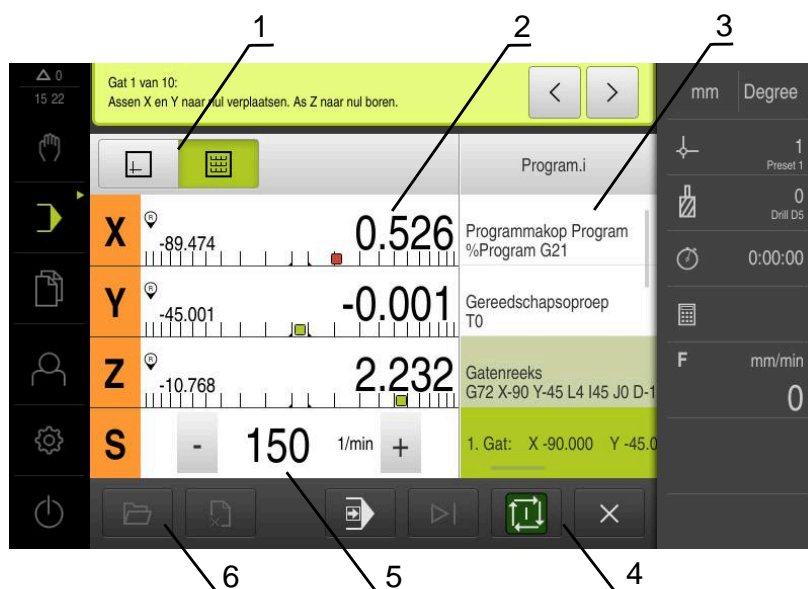 1
2
3
0
15 22
Gat 1 van 10:
Assen X en Y naar nul verplaatsen. As Z naar nul boren.
mm
Degree
Program.i
1
Preset 1
X
R
-89.474
0.526
Programmakop Program
%Program G21
0
Drill D5
0:00:00
Y
R
-45.001
-0.001
Gereedschapsoproep
T0
F
mm/min
0
Z
R
-10.768
2.232
Gatenreeks
G72 X-90 Y-45 L4 I45 J0 D-1
S
-
150
1/min
+
1. Gat: X -90.000 Y -45.0
6
5
4